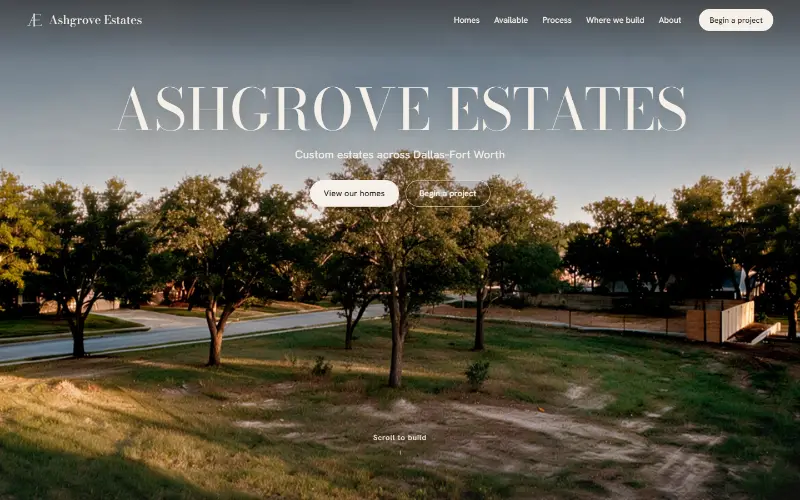 Æ Ashgrove Estates
Homes Available Process Where we build About Begin a project
ASHGROVE ESTATES
Custom estates across Dallas–Fort Worth
View our homes Begin a project
Scroll to build